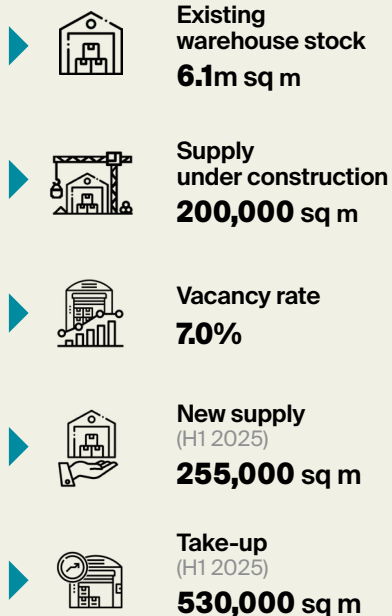 Existing
warehouse stock
6.1m sq m
Supply
under construction
200,000 sq m
Vacancy rate
7.0%
New supply
(H1 2025)
255,000 sq m
Take-up
(H1 2025)
530,000 sq m